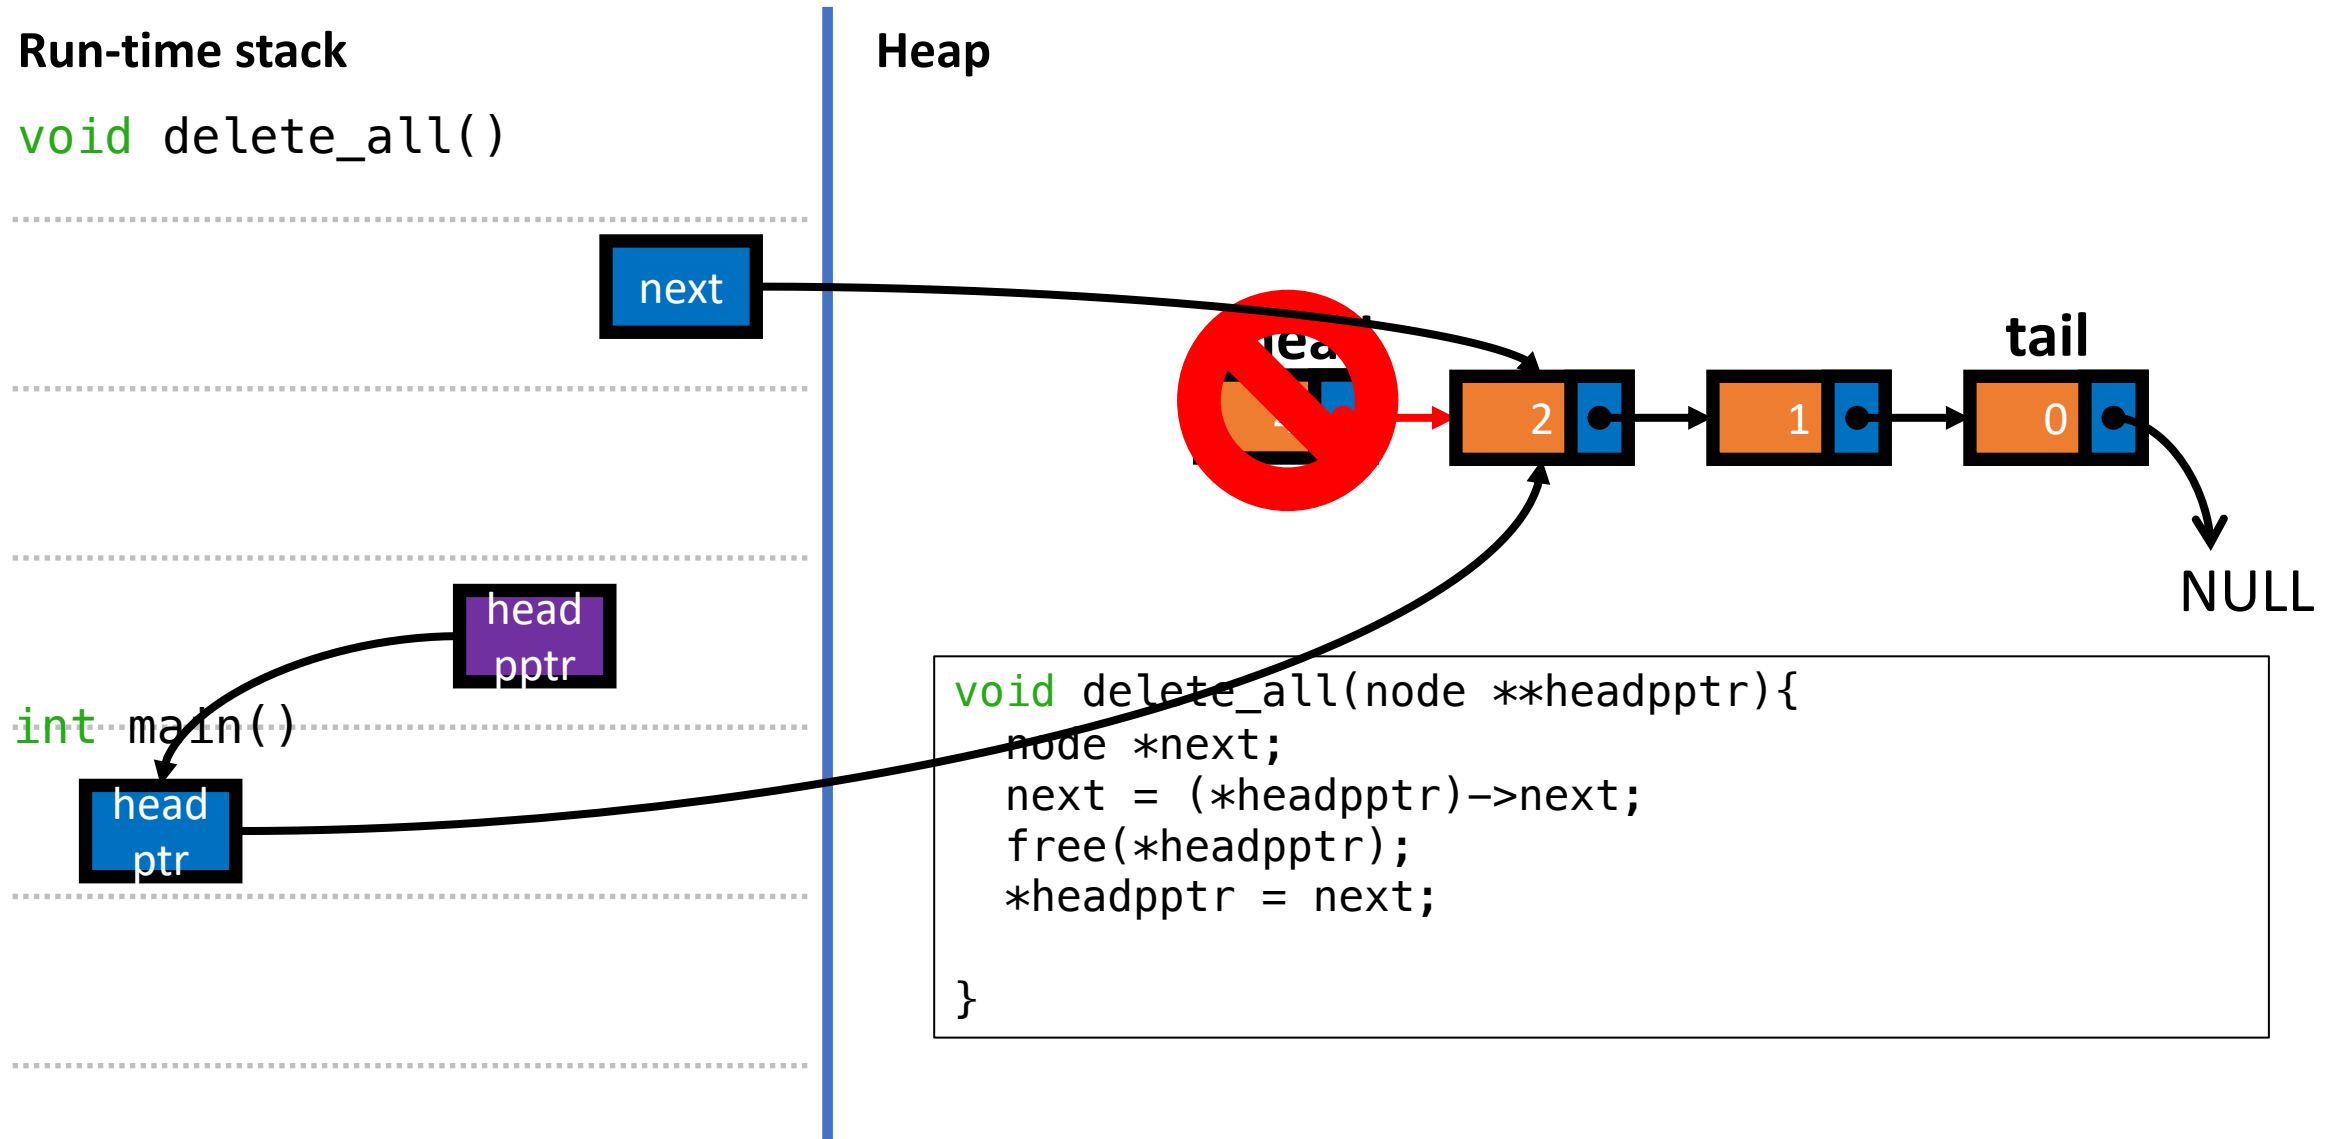 Run-time stack
Heap
void delete_all()
next
tail
2
1
0
NULL
head
pptr
int main()
head
ptr
void delete_all(node **headpptr){
node *next;
next = (*headpptr)->next;
free(*headpptr);
*headpptr = next;
}